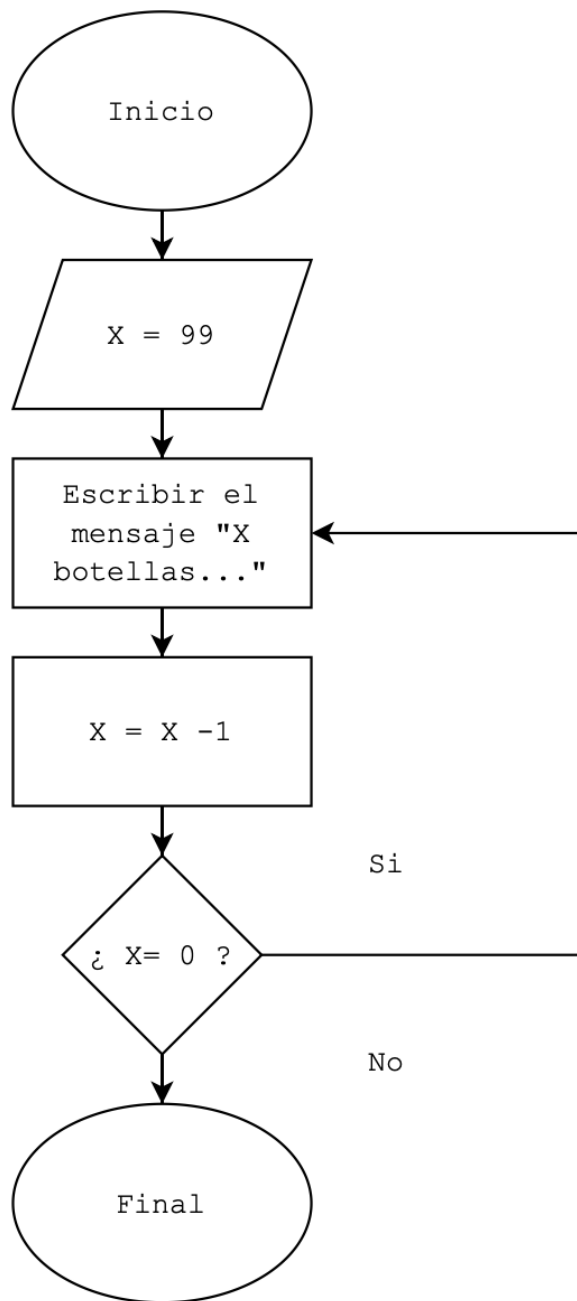 Inicio
X = 99
Escribir el
mensaje "X
botellas..."
X = X -1
Si
¿ X= 0 ?
No
Final